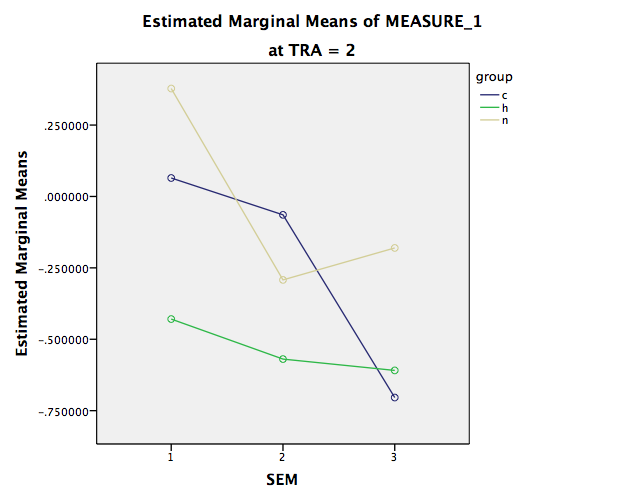 Estimated Marginal Means of MEASURE_1
at TRA = 2
group
c
h
n
Estimated Marginal Means
.250000
.000000
-.250000
-.500000
-.750000
1
2
3
SEM